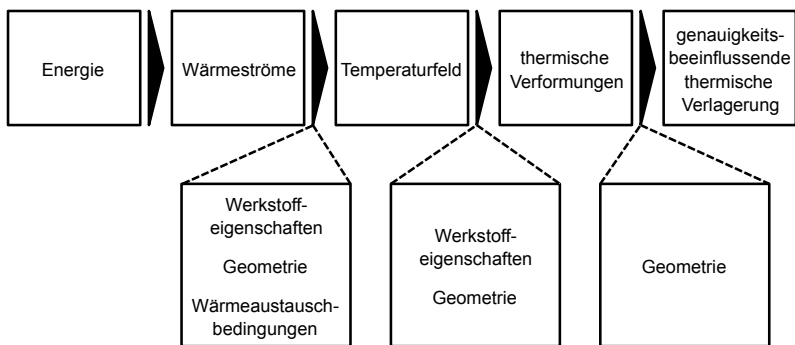 Energie
Wärmeströme
Temperaturfeld
thermische
Verformungen
genauigkeits-
beeinflussende
thermische
Verlagerung
Werkstoff-
eigenschaften
Geometrie
Wärmeaustausch-
bedingungen
Werkstoff-
eigenschaften
Geometrie
Geometrie